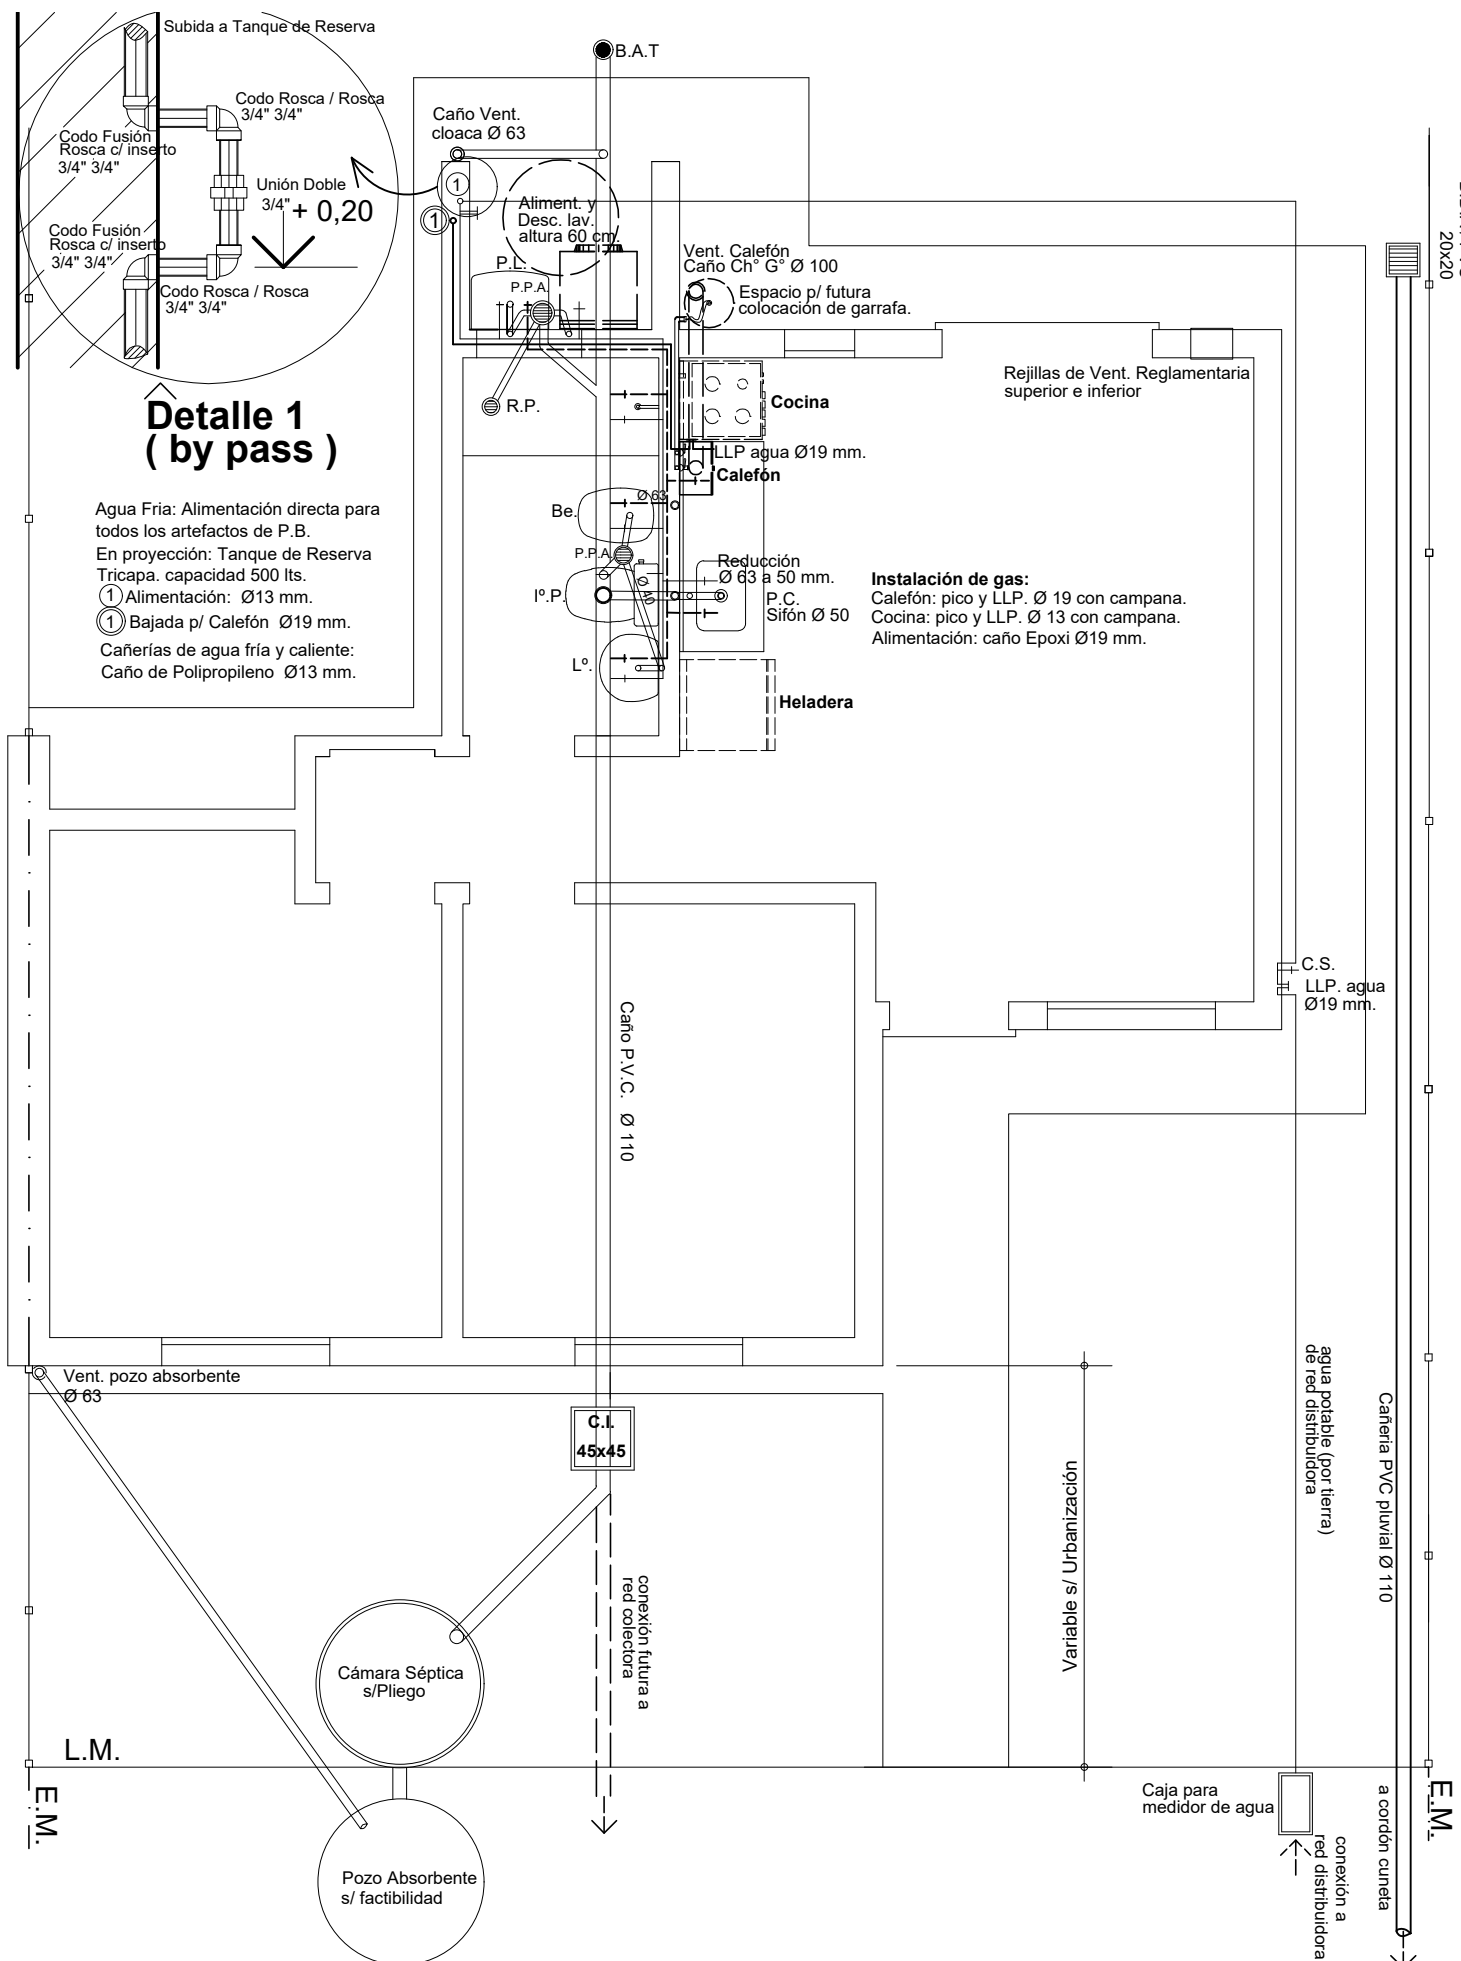 Subida a Tanque de Reserva
Codo Rosca / Rosca
3/4" 3/4"
Codo Fusión
Rosca c/ inserto
3/4" 3/4"
Unión Doble
3/4"
+ 0,20
Codo Fusión
Rosca c/ inserto
3/4" 3/4"
Codo Rosca / Rosca
3/4" 3/4"
Detalle 1
( by pass )
Agua Fria: Alimentación directa para
todos los artefactos de P.B.
En proyección: Tanque de Reserva
Tricapa. capacidad 500 lts.
1 Alimentación: Ø13 mm.
1 Bajada p/ Calefón Ø19 mm.
Cañerías de agua fría y caliente:
Caño de Polipropileno Ø13 mm.
B.A.T
Caño Vent.
cloaca Ø 63
1
1
Aliment. y
Desc. lav.
altura 60 cm.
P.L.
P.P.A.
R.P.
Vent. Calefón
Caño Ch° G° Ø 100
Espacio p/ futura
colocación de garrafa.
Rejillas de Vent. Reglamentaria
superior e inferior
Cocina
LLP agua Ø19 mm.
Calefón
Ø 63
Be.
P.P.A.
Iº.P.
Ø 40
Lº.
Reducción
Ø 63 a 50 mm.
P.C.
Sifón Ø 50
Heladera
Instalación de gas:
Calefón: pico y LLP. Ø 19 con campana.
Cocina: pico y LLP. Ø 13 con campana.
Alimentación: caño Epoxi Ø19 mm.
20x20
C.S.
LLP. agua
Ø19 mm.
Caño P.V.C. Ø 110
Vent. pozo absorbente
Ø 63
C.I.
45x45
Variable s/ Urbanización
agua potable (por tierra)
de red distribuidora
Cañeria PVC pluvial Ø 110
conexión futura a
red colectora
Cámara Séptica
s/Pliego
L.M.
E.M.
Pozo Absorbente
s/ factibilidad
Caja para
medidor de agua
conexión a
red distribuidora
a cordón cuneta
E.M.